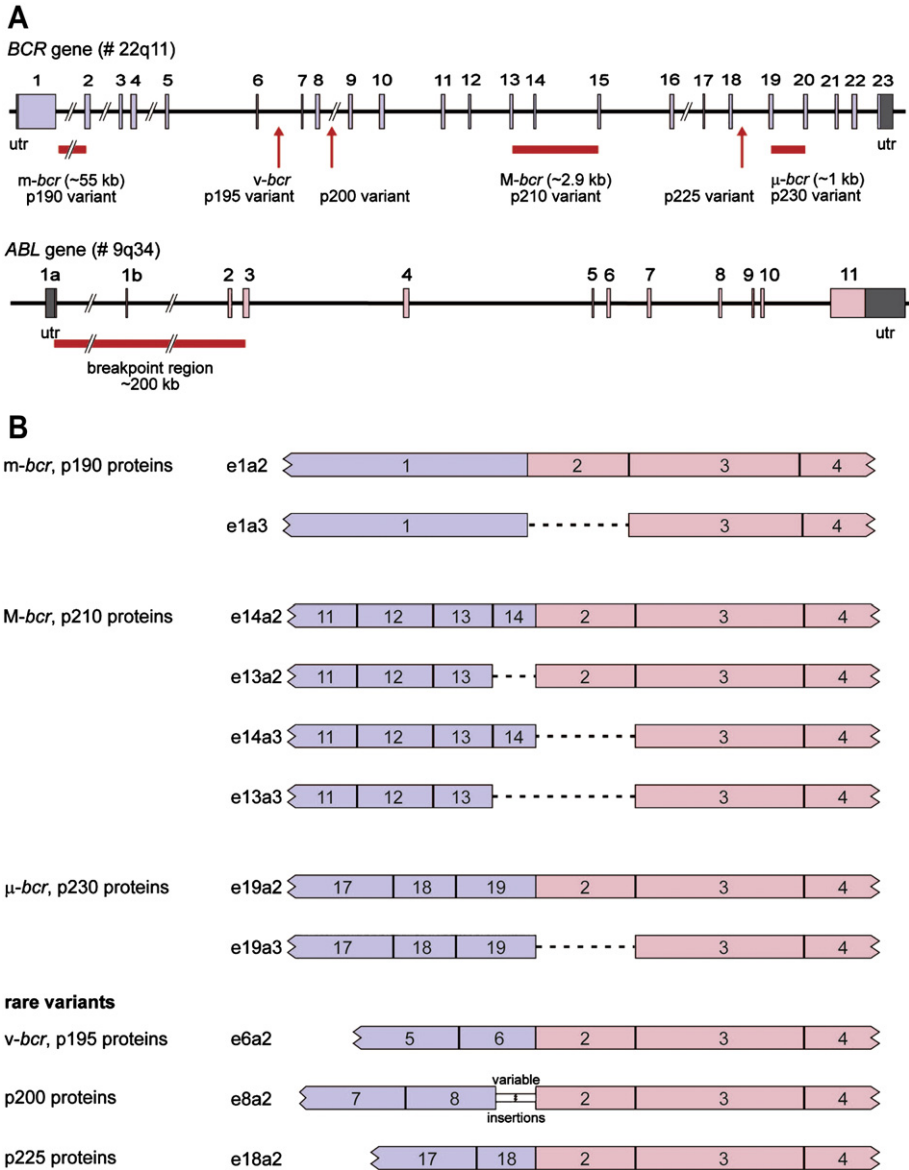 A
BCR gene (# 22q11)
1 2 3 4 5 6 7 8 9 10 11 12 13 14 15 16 17 18 19 20 21 22 23
utr utr
m-bcr (~55 kb) v-bcr M-bcr (~2.9 kb) μ-bcr (~1 kb)
p190 variant p195 variant p200 variant p210 variant p225 variant p230 variant
ABL gene (# 9q34)
1a 1b 2 3 4 5 6 7 8 9 10 11
utr utr
breakpoint region
~200 kb
B
m-bcr, p190 proteins e1a2 1 2 3 4
e1a3 1 3 4
M-bcr, p210 proteins e14a2 11 12 13 14 2 3 4
e13a2 11 12 13 2 3 4
e14a3 11 12 13 14 3 4
e13a3 11 12 13 3 4
μ-bcr, p230 proteins e19a2 17 18 19 2 3 4
e19a3 17 18 19 3 4
rare variants
v-bcr, p195 proteins e6a2 5 6 2 3 4
variable
p200 proteins e8a2 7 8 2 3 4
insertions
p225 proteins e18a2 17 18 2 3 4